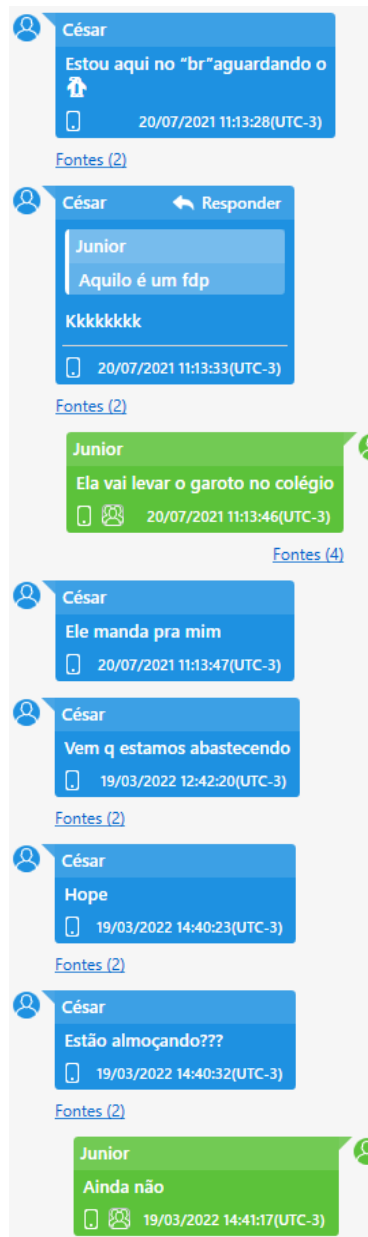 César
Estou aqui no “br”aguardando o
20/07/2021 11:13:28(UTC-3)
Fontes (2)
César Responder
Junior
Aquilo é um fdp
Kkkkkkkk
20/07/2021 11:13:33(UTC-3)
Fontes (2)
Junior
Ela vai levar o garoto no colégio
20/07/2021 11:13:46(UTC-3)
Fontes (4)
César
Ele manda pra mim
20/07/2021 11:13:47(UTC-3)
César
Vem q estamos abastecendo
19/03/2022 12:42:20(UTC-3)
Fontes (2)
César
Hope
19/03/2022 14:40:23(UTC-3)
Fontes (2)
César
Estão almoçando???
19/03/2022 14:40:32(UTC-3)
Fontes (2)
Junior
Ainda não
19/03/2022 14:41:17(UTC-3)